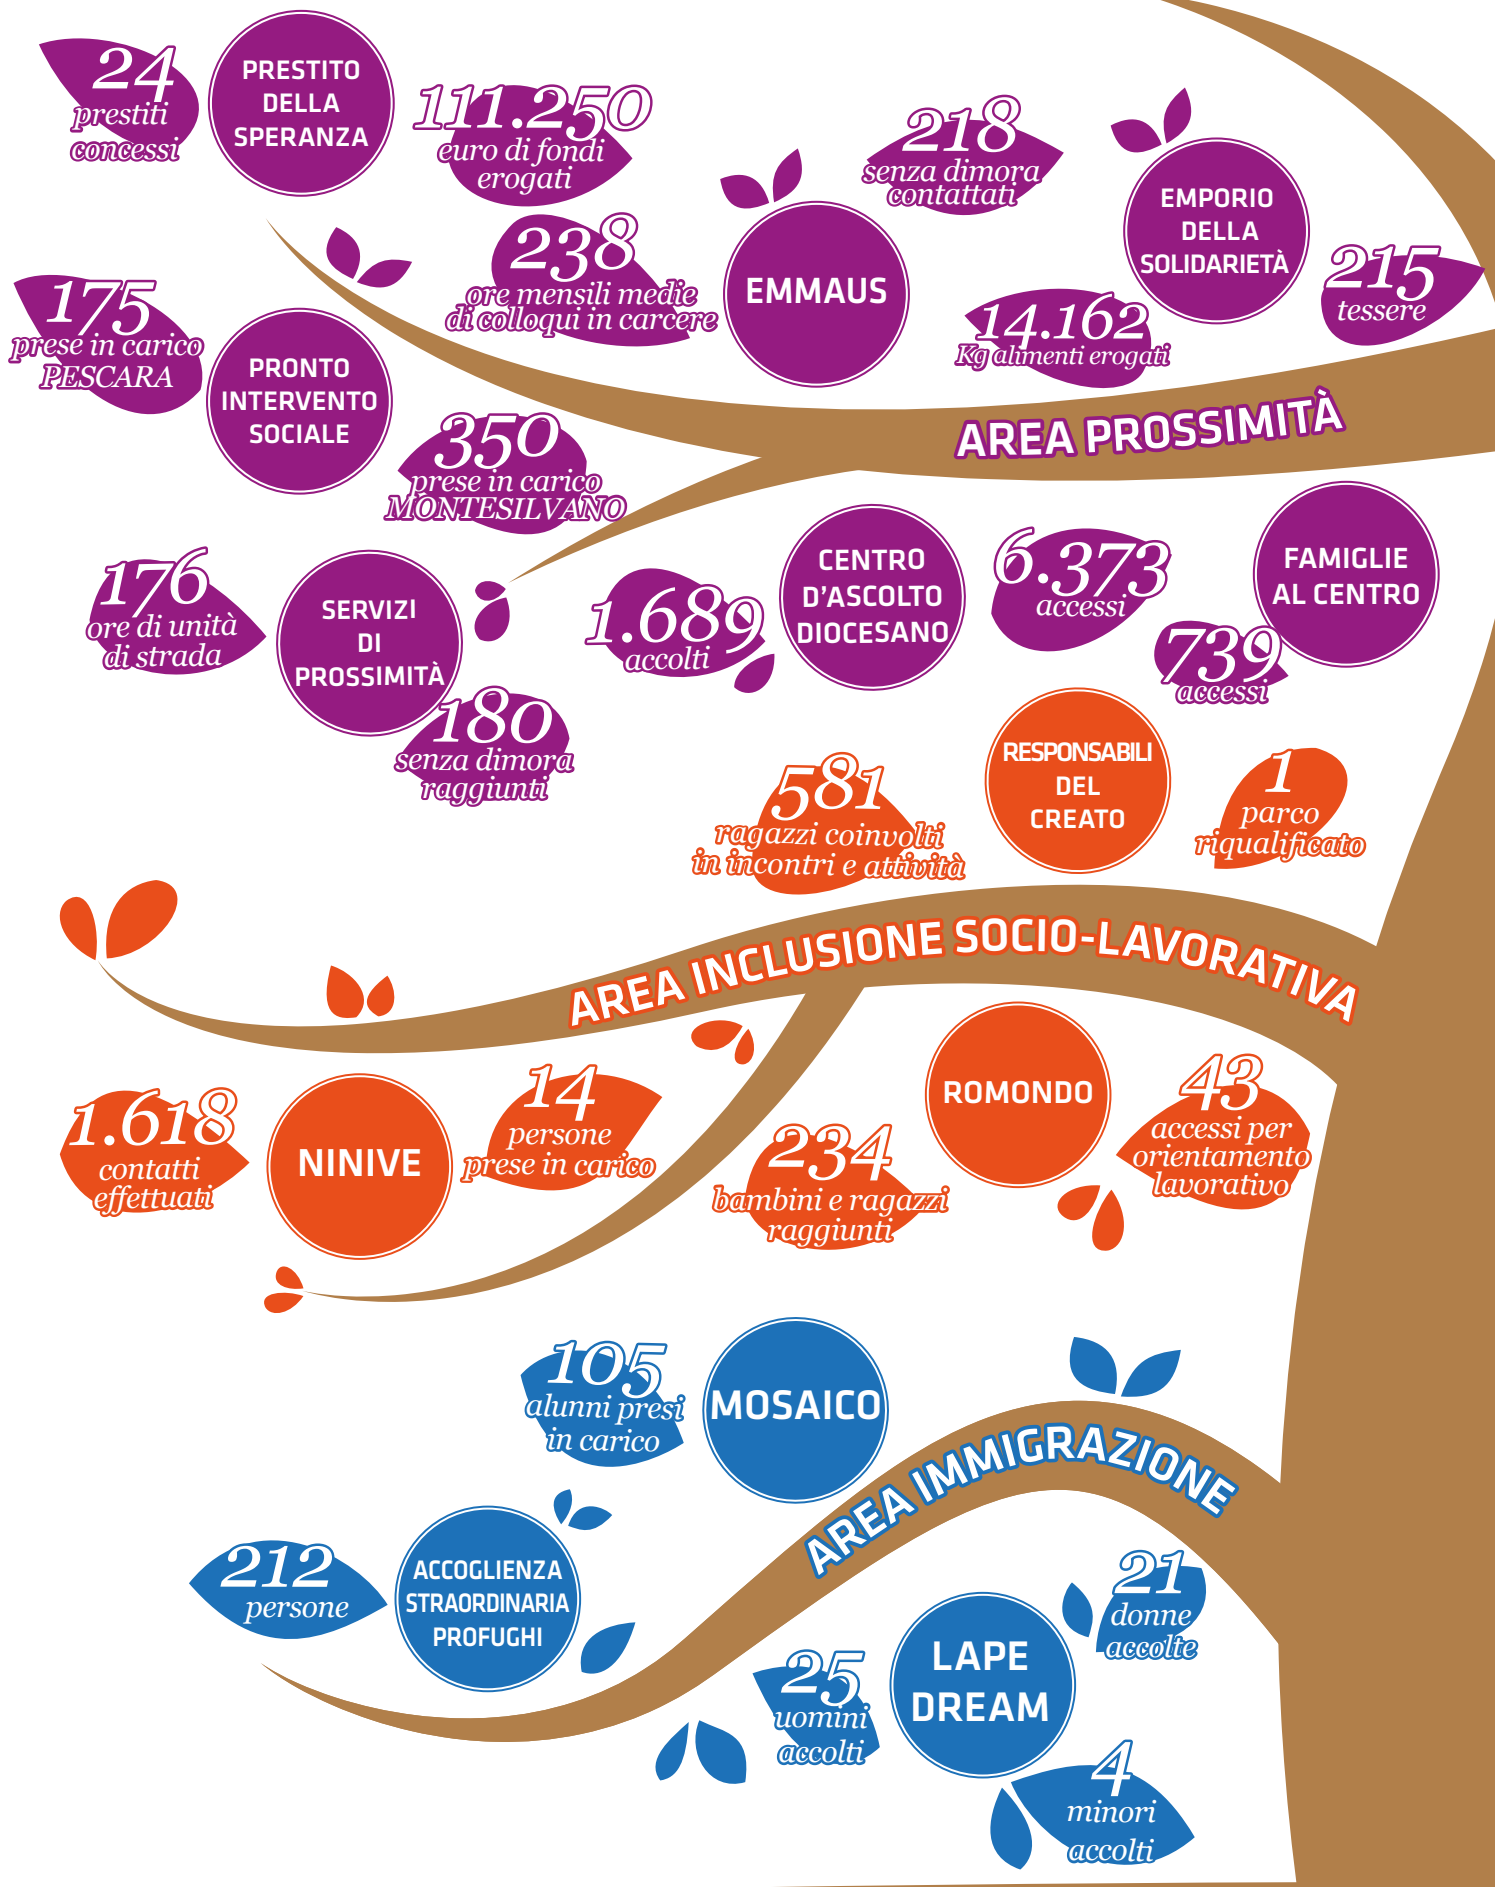 24
prestiti
concessi
PRESTITO
DELLA
SPERANZA
111.250
euro di fondi
erogati
218
senza dimora
contattati
EMPORIO
DELLA
SOLIDARIETÀ
215
tessere
14.162
Kg alimenti erogati
EMMAUS
238
ore mensili medie
di colloqui in carcere
175
prese in carico
PESCARA
PRONTO
INTERVENTO
SOCIALE
350
prese in carico
MONTESILVANO
AREA PROSSIMITÀ
176
ore di unità
di strada
SERVIZI
DI
PROSSIMITÀ
180
senza dimora
raggiunti
1.689
accolti
CENTRO
D'ASCOLTO
DIOCESANO
6.373
accessi
FAMIGLIE
AL CENTRO
739
accessi
581
ragazzi coinvolti
in incontri e attività
RESPONSABILI
DEL
CREATO
1
parco
riqualificato
AREA INCLUSIONE SOCIO-LAVORATIVA
1.618
contatti
effettuati
NINIVE
14
persone
prese in carico
234
bambini e ragazzi
raggiunti
ROMONDO
43
accessi per
orientamento
lavorativo
105
alunni presi
in carico
MOSAICO
AREA IMMIGRAZIONE
212
persone
ACCOGLIENZA
STRAORDINARIA
PROFUGHI
25
uomini
accolti
LAPE
DREAM
21
donne
accolte
4
minori
accolti